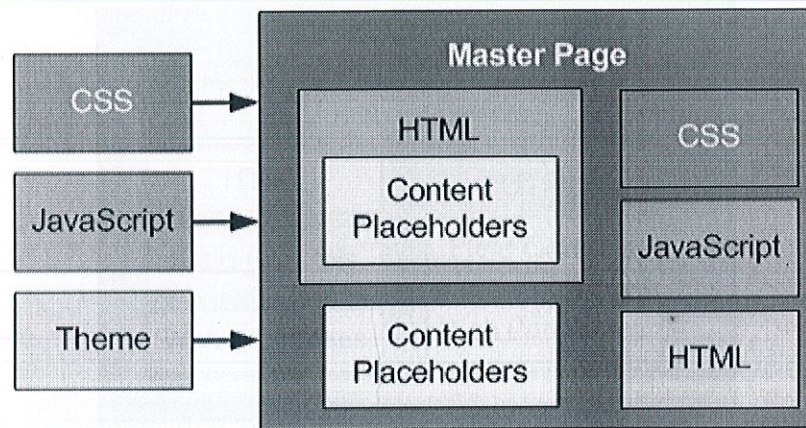 Master Page
CSS
JavaScript
Theme
HTML
Content
Placeholders
Content
Placeholders
CSS
JavaScript
HTML